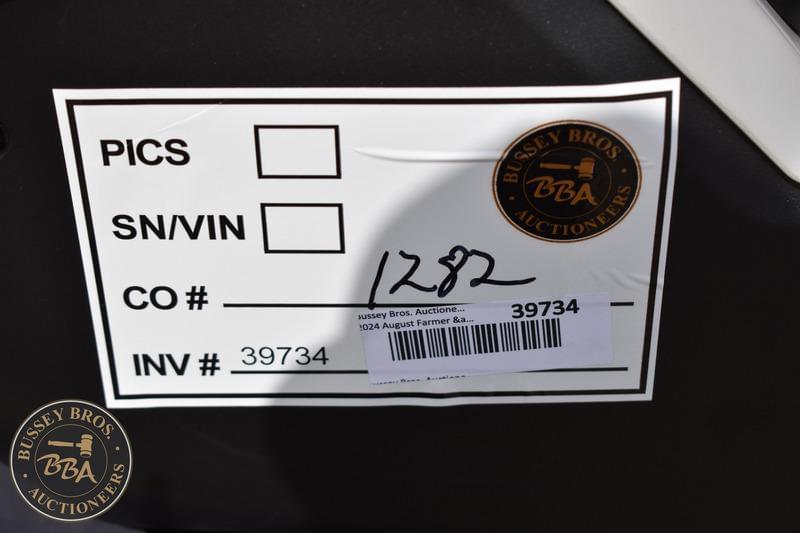 PICS
SN/VIN
CO # 1282
INV # 39734
BUSSEY BROS.
BBA
AUCTIONEERS
Bussey Bros. Auctione... 39734
2024 August Farmer &a...
BUSSEY BROS.
BBA
AUCTIONEERS